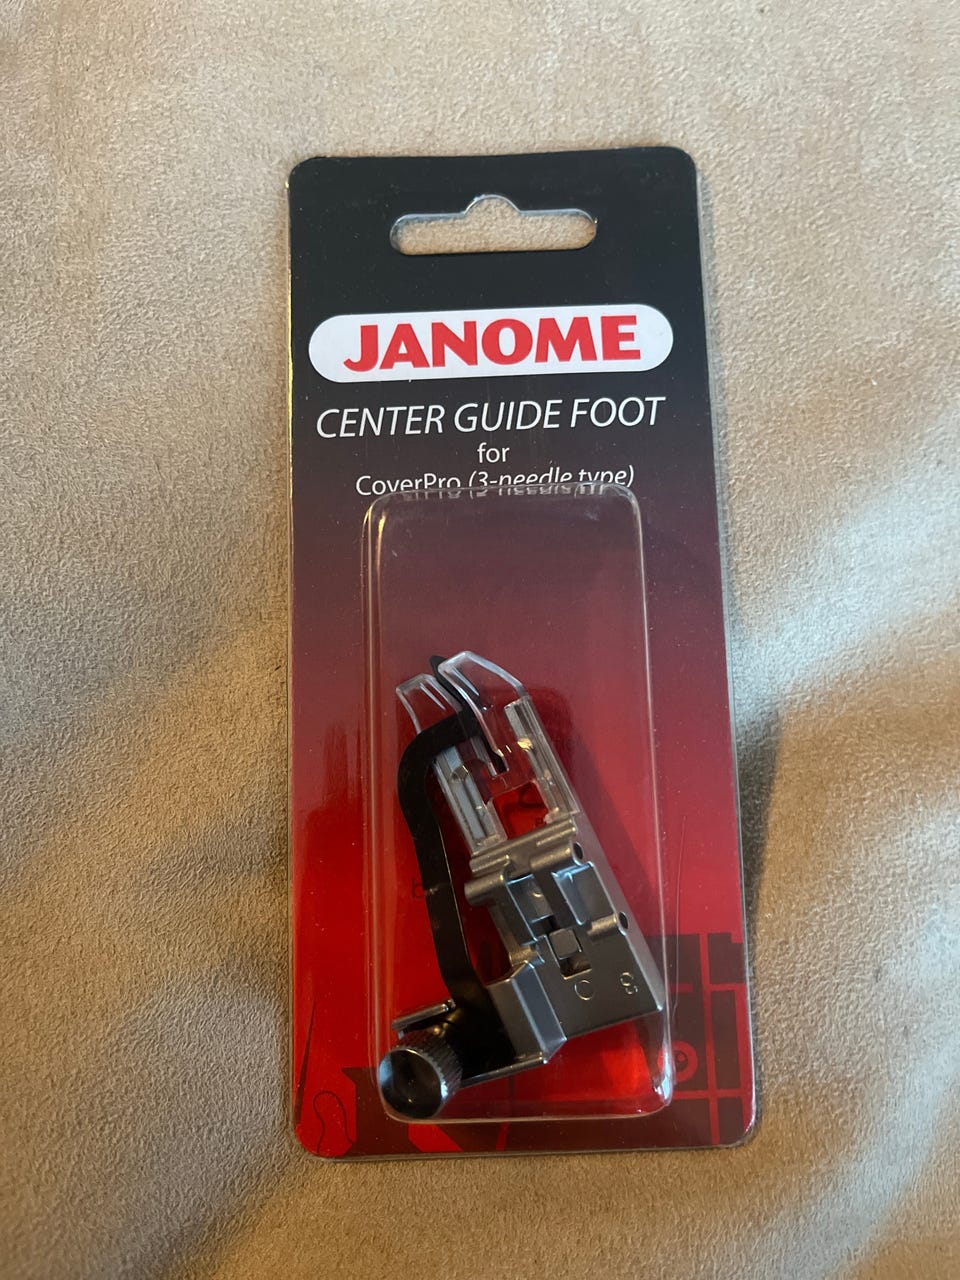 JANOME
CENTER GUIDE FOOT
for
CoverPro (3-needle type)
C